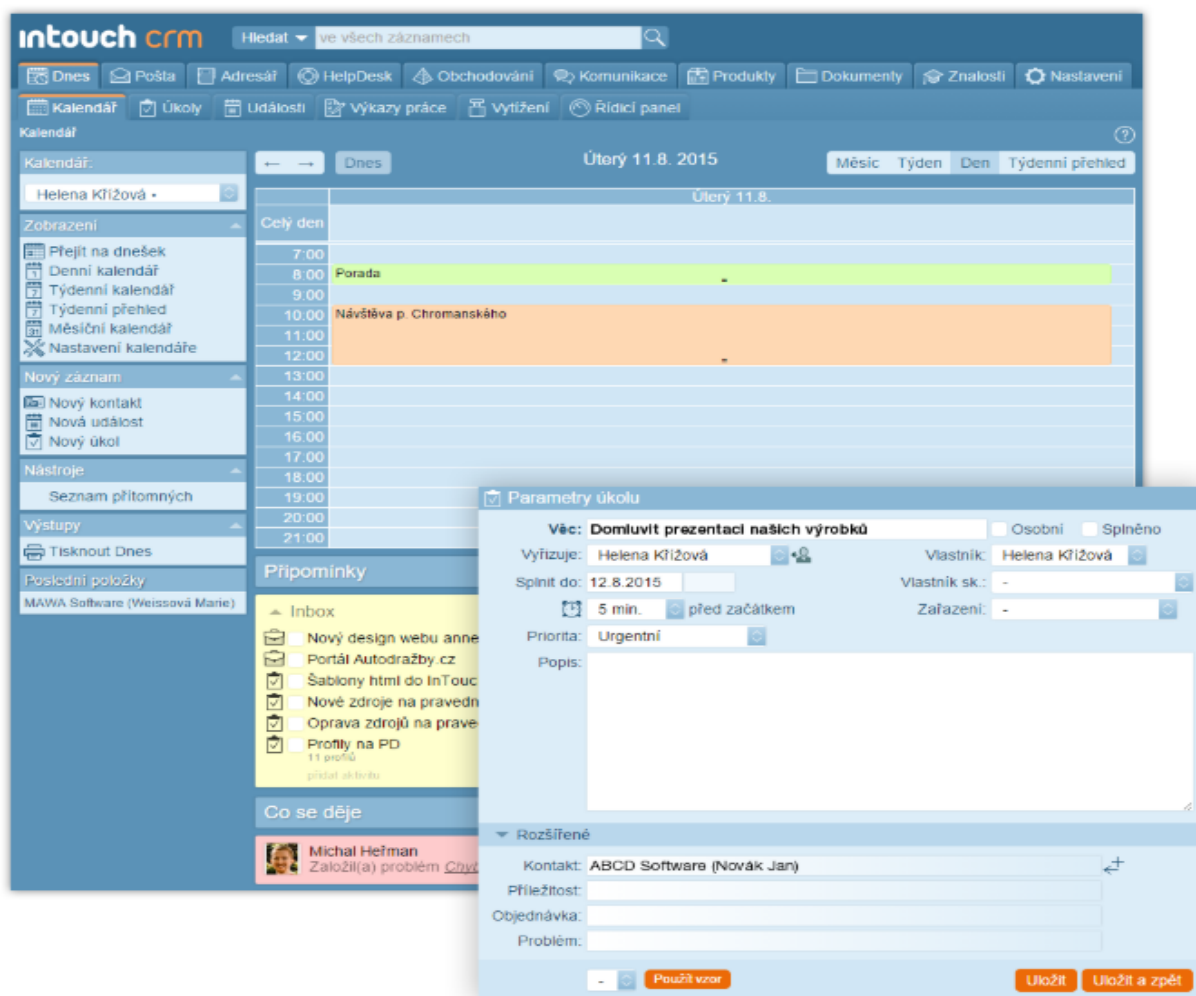 ıntouch crm
Hledat ve všech záznamech
Dnes Pošta Adresář HelpDesk Obchodování Komunikace Produkty Dokumenty Znalosti Nastavení
Kalendář Úkoly Události Výkazy práce Vytížení Řídicí panel
Kalendář ?
Kalendář:
Helena Křížová •
Zobrazení
Přejít na dnešek
1 Denní kalendář
7 Týdenní kalendář
7 Týdenní přehled
31 Měsíční kalendář
Nastavení kalendáře
Nový záznam
Nový kontakt
Nová událost
Nový úkol
Nástroje
Seznam přítomných
Výstupy
Tisknout Dnes
Poslední položky
MAWA Software (Weissová Marie)
← → Dnes Úterý 11.8. 2015 Měsíc Týden Den Týdenní přehled
Úterý 11.8.
Celý den
7:00
8:00 Porada
9:00
10:00 Návštěva p. Chromanského
11:00
12:00
13:00
14:00
15:00
16:00
17:00
18:00
19:00
20:00
21:00
Připomínky
Inbox
Nový design webu anne
Portál Autodražby.cz
Šablony html do InTouc
Nové zdroje na pravedn
Oprava zdrojů na prave
Profily na PD
11 profilů
přidat aktivitu
Co se děje
Michal Heřman
Založil(a) problém Chyb
Parametry úkolu
Věc: Domluvit prezentaci našich výrobků Osobní Splněno
Vyřizuje: Helena Křížová Vlastník: Helena Křížová
Splnit do: 12.8.2015 Vlastník sk.: -
5 min. před začátkem Zařazení: -
Priorita: Urgentní
Popis:
Rozšířené
Kontakt: ABCD Software (Novák Jan)
Příležitost:
Objednávka:
Problém:
- Použít vzor Uložit Uložit a zpět